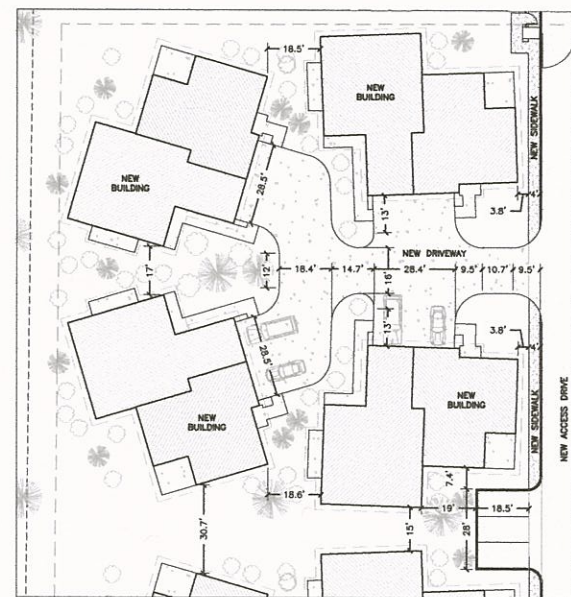 18.5'
NEW
BUILDING
NEW
BUILDING
NEW SIDEWALK
28.5'
13'
3.8'
4'
NEW DRIVEWAY
17'
12'
18.4'
14.7'
28.4'
9.5'
10.7'
9.5'
16'
13'
28.5'
3.8'
4'
NEW
BUILDING
NEW
BUILDING
NEW SIDEWALK
NEW ACCESS DRIVE
7.4'
18.6'
19'
18.5'
30.7'
15'
28'